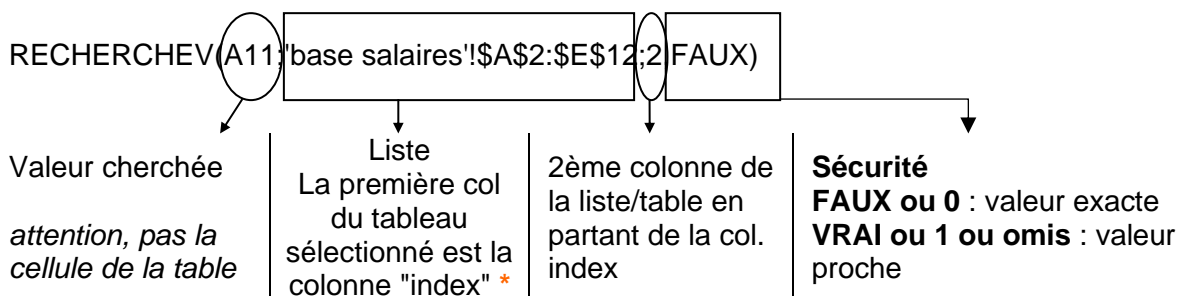 RECHERCHEV(A11;'base salaires'!$A$2:$E$12;2;FAUX)
Valeur cherchée
attention, pas la
cellule de la table
Liste
La première col
du tableau
sélectionné est la
colonne "index" *
2ème colonne de
la liste/table en
partant de la col.
index
Sécurité
FAUX ou 0 : valeur exacte
VRAI ou 1 ou omis : valeur
proche